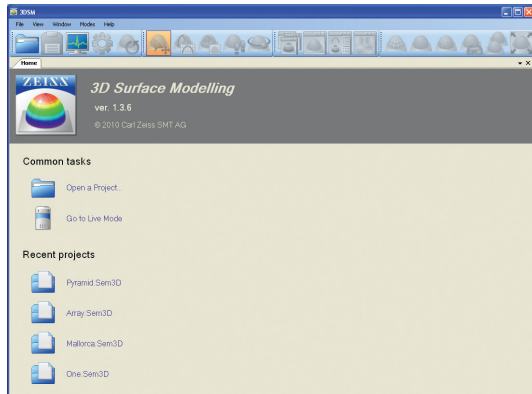 3DSM
File View Window Modes Help
Home
ZEISS
3D Surface Modelling
ver. 1.3.6
© 2010 Carl Zeiss SMT AG
Common tasks
Open a Project...
Go to Live Mode
Recent projects
Pyramid.Sem3D
Array.Sem3D
Mallorca.Sem3D
One.Sem3D